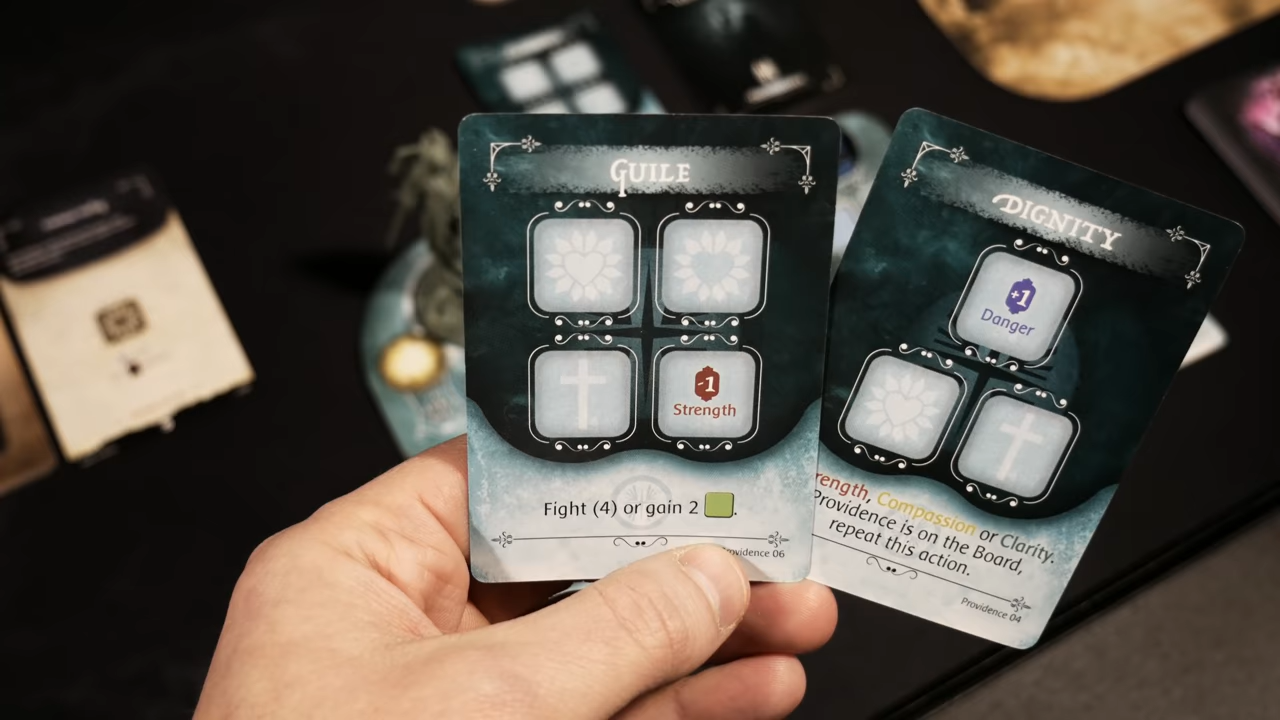 GUILE
-1
Strength
Fight (4) or gain 2 .
Providence 06
DIGNITY
+1
Danger
rength, Compassion or Clarity.
Providence is on the Board,
repeat this action.
Providence 04